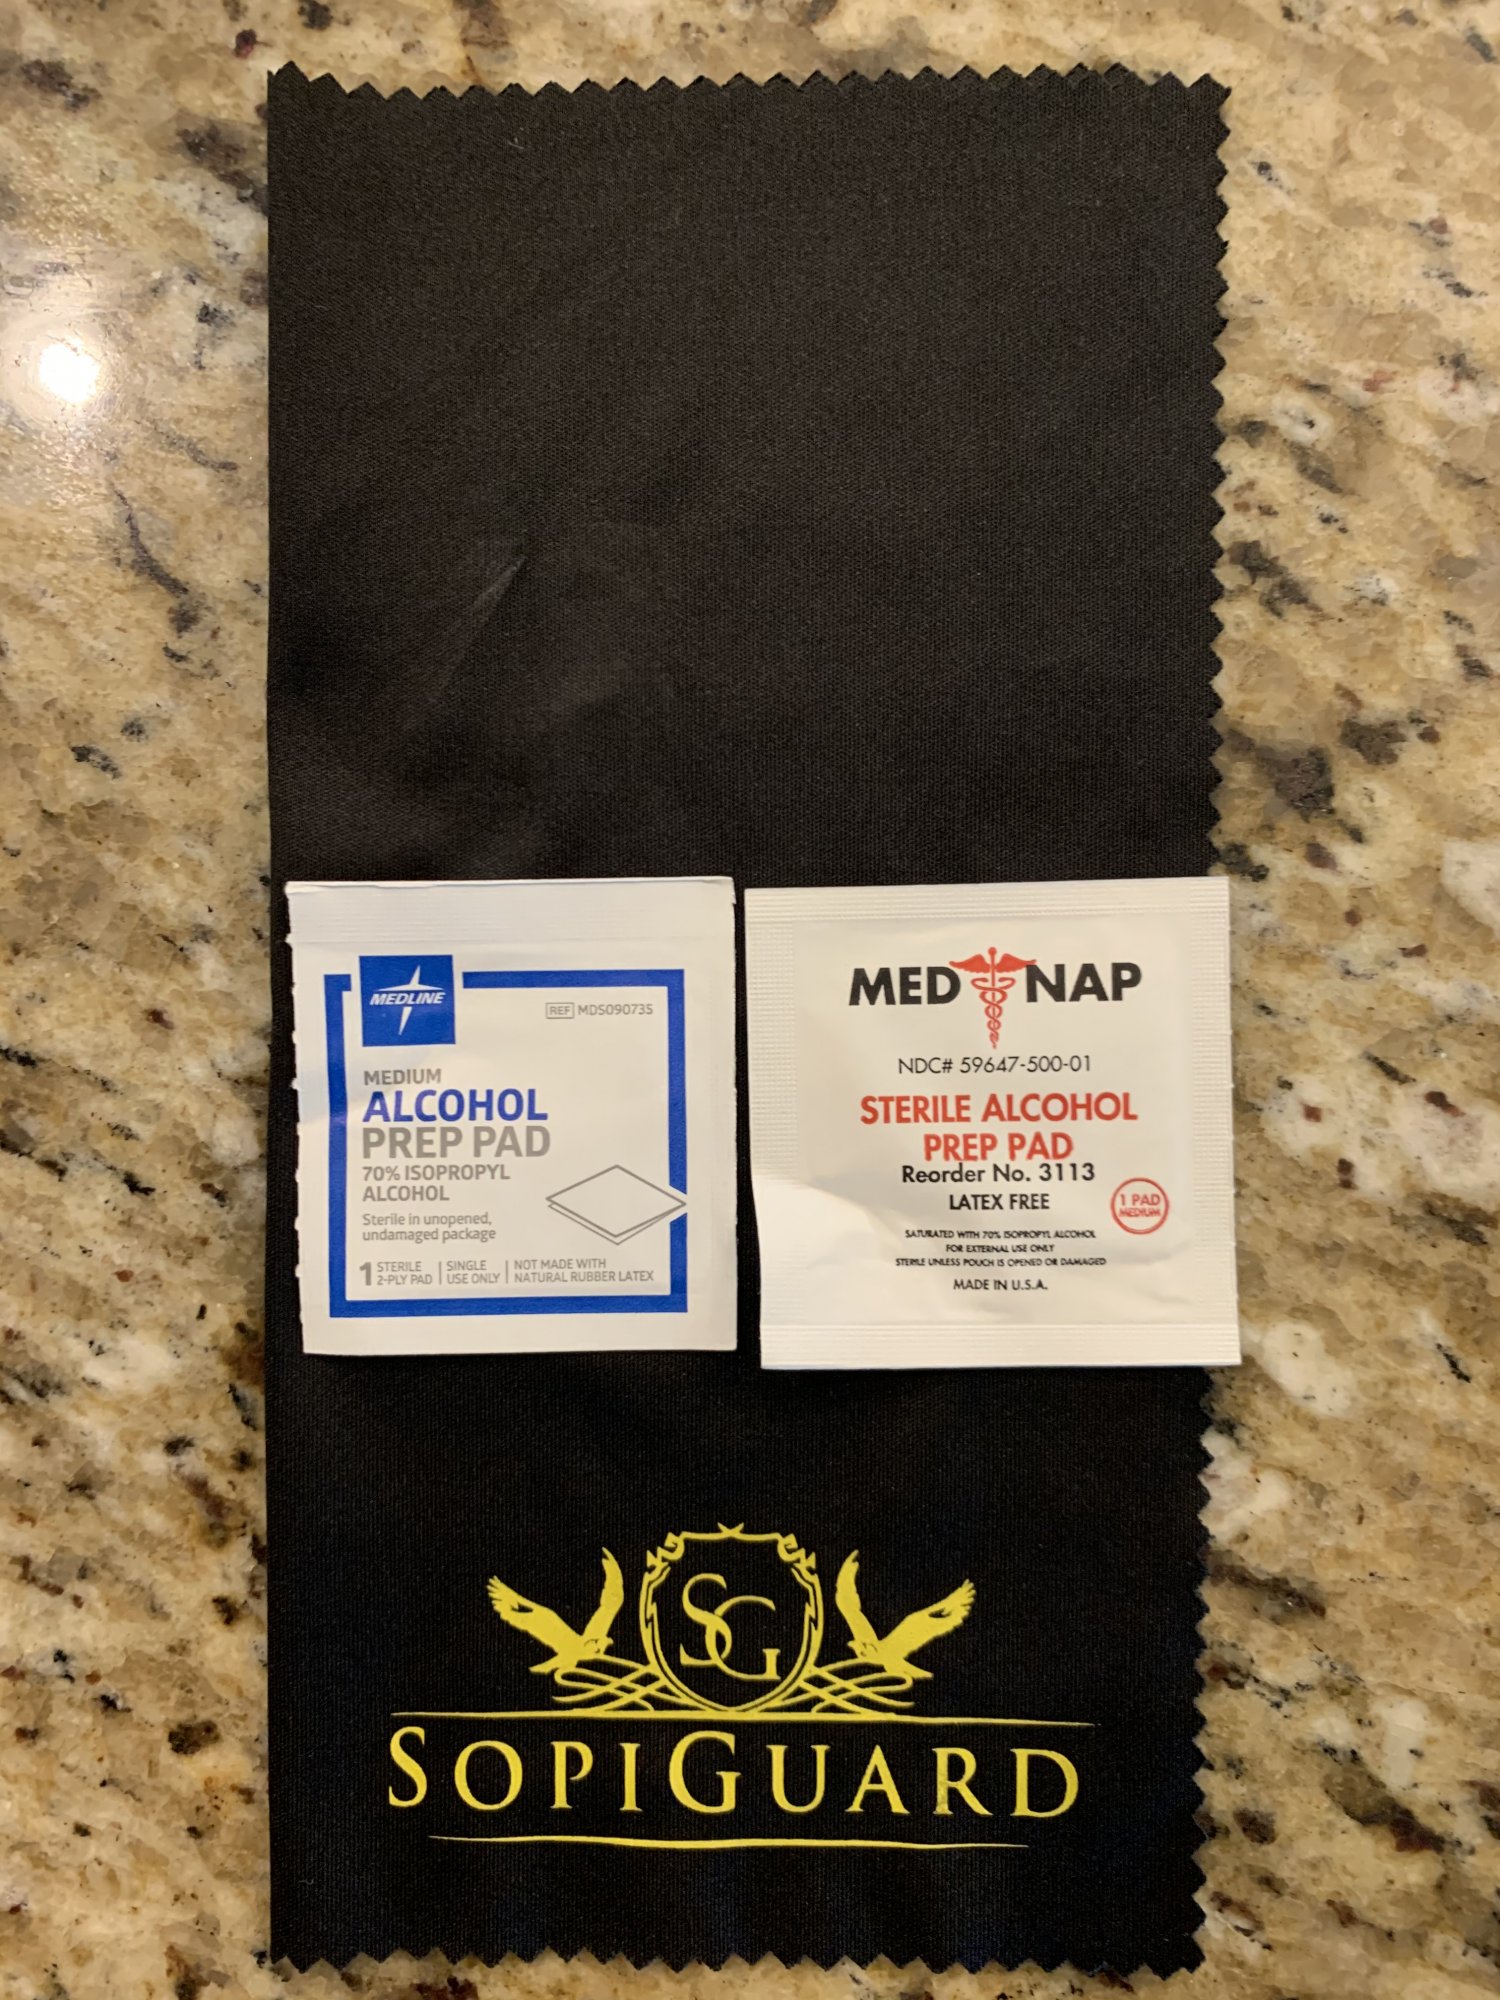 MEDLINE
REF MDS090735
MEDIUM
ALCOHOL
PREP PAD
70% ISOPROPYL
ALCOHOL
Sterile in unopened,
undamaged package
1 STERILE
2-PLY PAD
SINGLE
USE ONLY
NOT MADE WITH
NATURAL RUBBER LATEX
MED NAP
NDC# 59647-500-01
STERILE ALCOHOL
PREP PAD
Reorder No. 3113
LATEX FREE
1 PAD
MEDIUM
SATURATED WITH 70% ISOPROPYL ALCOHOL
FOR EXTERNAL USE ONLY
STERILE UNLESS POUCH IS OPENED OR DAMAGED
MADE IN U.S.A.
SG
SOPIGUARD